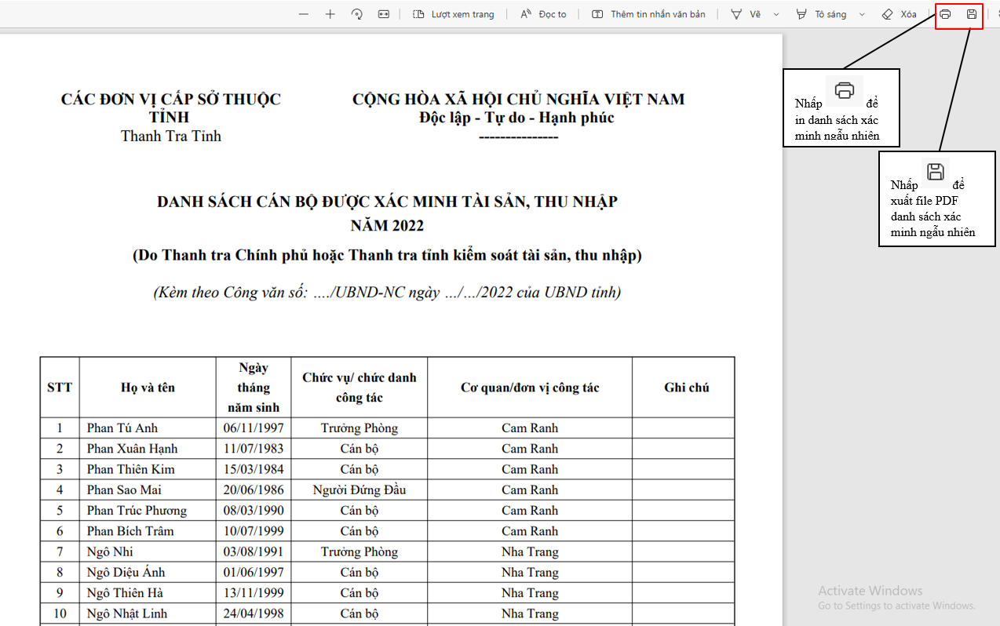 Lượt xem trang
Đọc to
Thêm tin nhắn văn bản
Vẽ
Tô sáng
Xóa
CÁC ĐƠN VỊ CẤP SỞ THUỘC
TỈNH
Thanh Tra Tỉnh
CỘNG HÒA XÃ HỘI CHỦ NGHĨA VIỆT NAM
Độc lập - Tự do - Hạnh phúc
---------------
Nhấp để
in danh sách xác
minh ngẫu nhiên
Nhấp để
xuất file PDF
danh sách xác
minh ngẫu nhiên
DANH SÁCH CÁN BỘ ĐƯỢC XÁC MINH TÀI SẢN, THU NHẬP
NĂM 2022
(Do Thanh tra Chính phủ hoặc Thanh tra tỉnh kiểm soát tài sản, thu nhập)
(Kèm theo Công văn số: …./UBND-NC ngày …/…/2022 của UBND tỉnh)
STT Họ và tên Ngày tháng năm sinh Chức vụ/ chức danh công tác Cơ quan/đơn vị công tác Ghi chú
1 Phan Tú Anh 06/11/1997 Trưởng Phòng Cam Ranh
2 Phan Xuân Hạnh 11/07/1983 Cán bộ Cam Ranh
3 Phan Thiên Kim 15/03/1984 Cán bộ Cam Ranh
4 Phan Sao Mai 20/06/1986 Người Đứng Đầu Cam Ranh
5 Phan Trúc Phương 08/03/1990 Cán bộ Cam Ranh
6 Phan Bích Trâm 10/07/1999 Cán bộ Cam Ranh
7 Ngô Nhi 03/08/1991 Trưởng Phòng Nha Trang
8 Ngô Diệu Ánh 01/06/1997 Cán bộ Nha Trang
9 Ngô Thiên Hà 13/11/1999 Cán bộ Nha Trang
10 Ngô Nhật Linh 24/04/1998 Cán bộ Nha Trang
Activate Windows
Go to Settings to activate Windows.